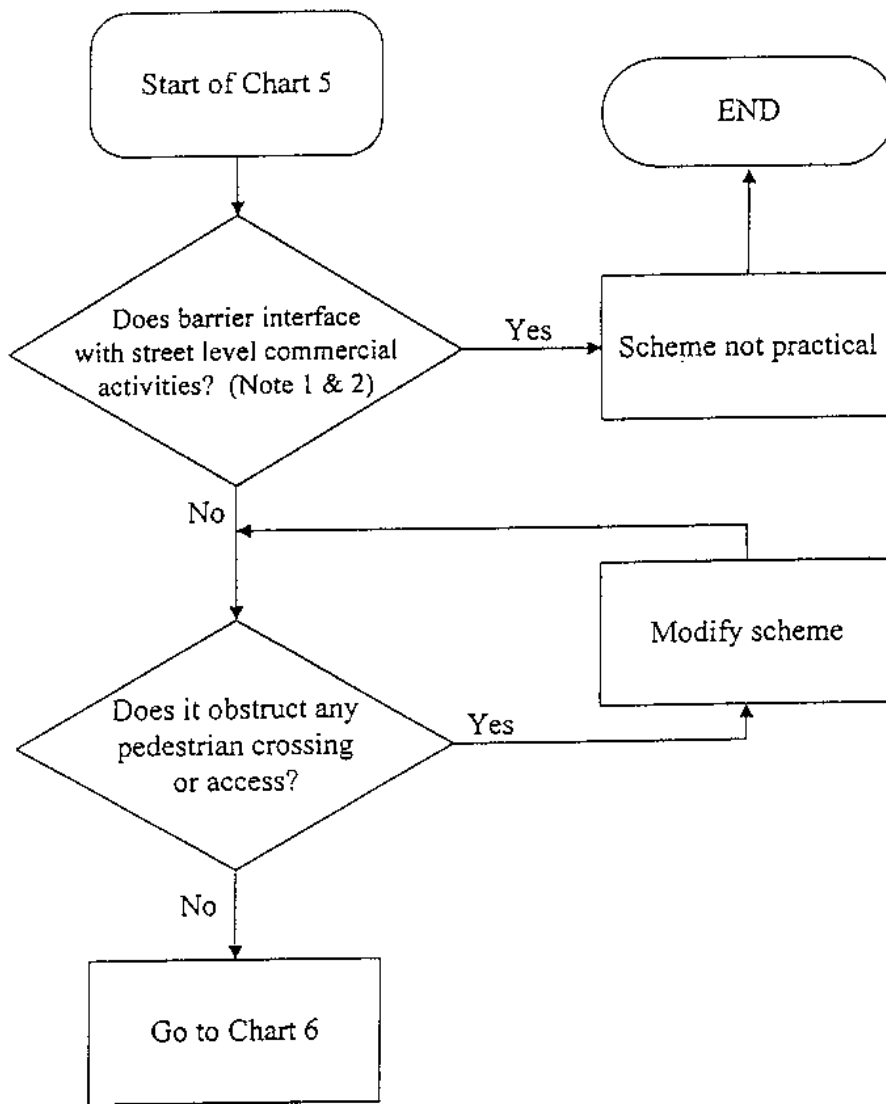 Start of Chart 5
END
Does barrier interface
with street level commercial
activities? (Note 1 & 2)
Yes
Scheme not practical
No
Modify scheme
Does it obstruct any
pedestrian crossing
or access?
Yes
No
Go to Chart 6